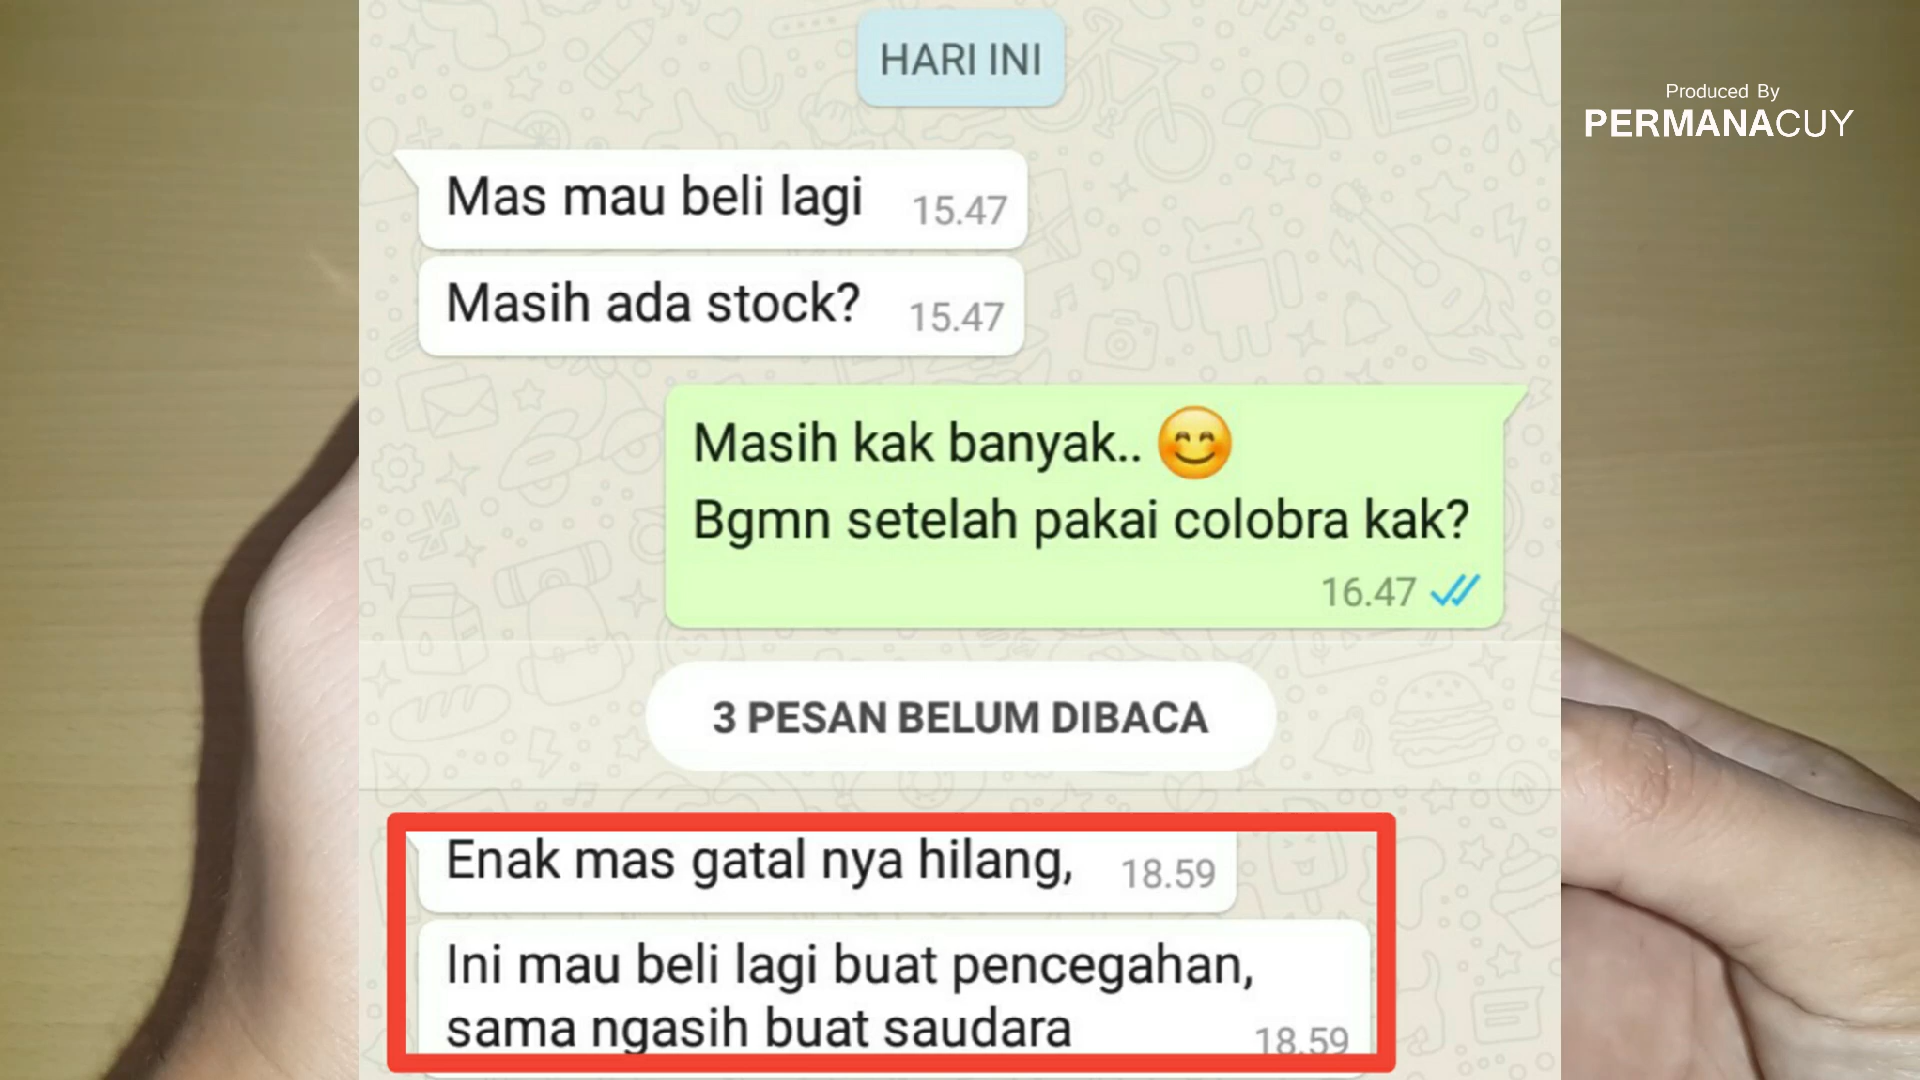 HARI INI
Produced By
PERMANACUY
Mas mau beli lagi 15.47
Masih ada stock? 15.47
Masih kak banyak.. 😊
Bgmn setelah pakai colobra kak?
16.47
3 PESAN BELUM DIBACA
Enak mas gatal nya hilang, 18.59
Ini mau beli lagi buat pencegahan,
sama ngasih buat saudara 18.59